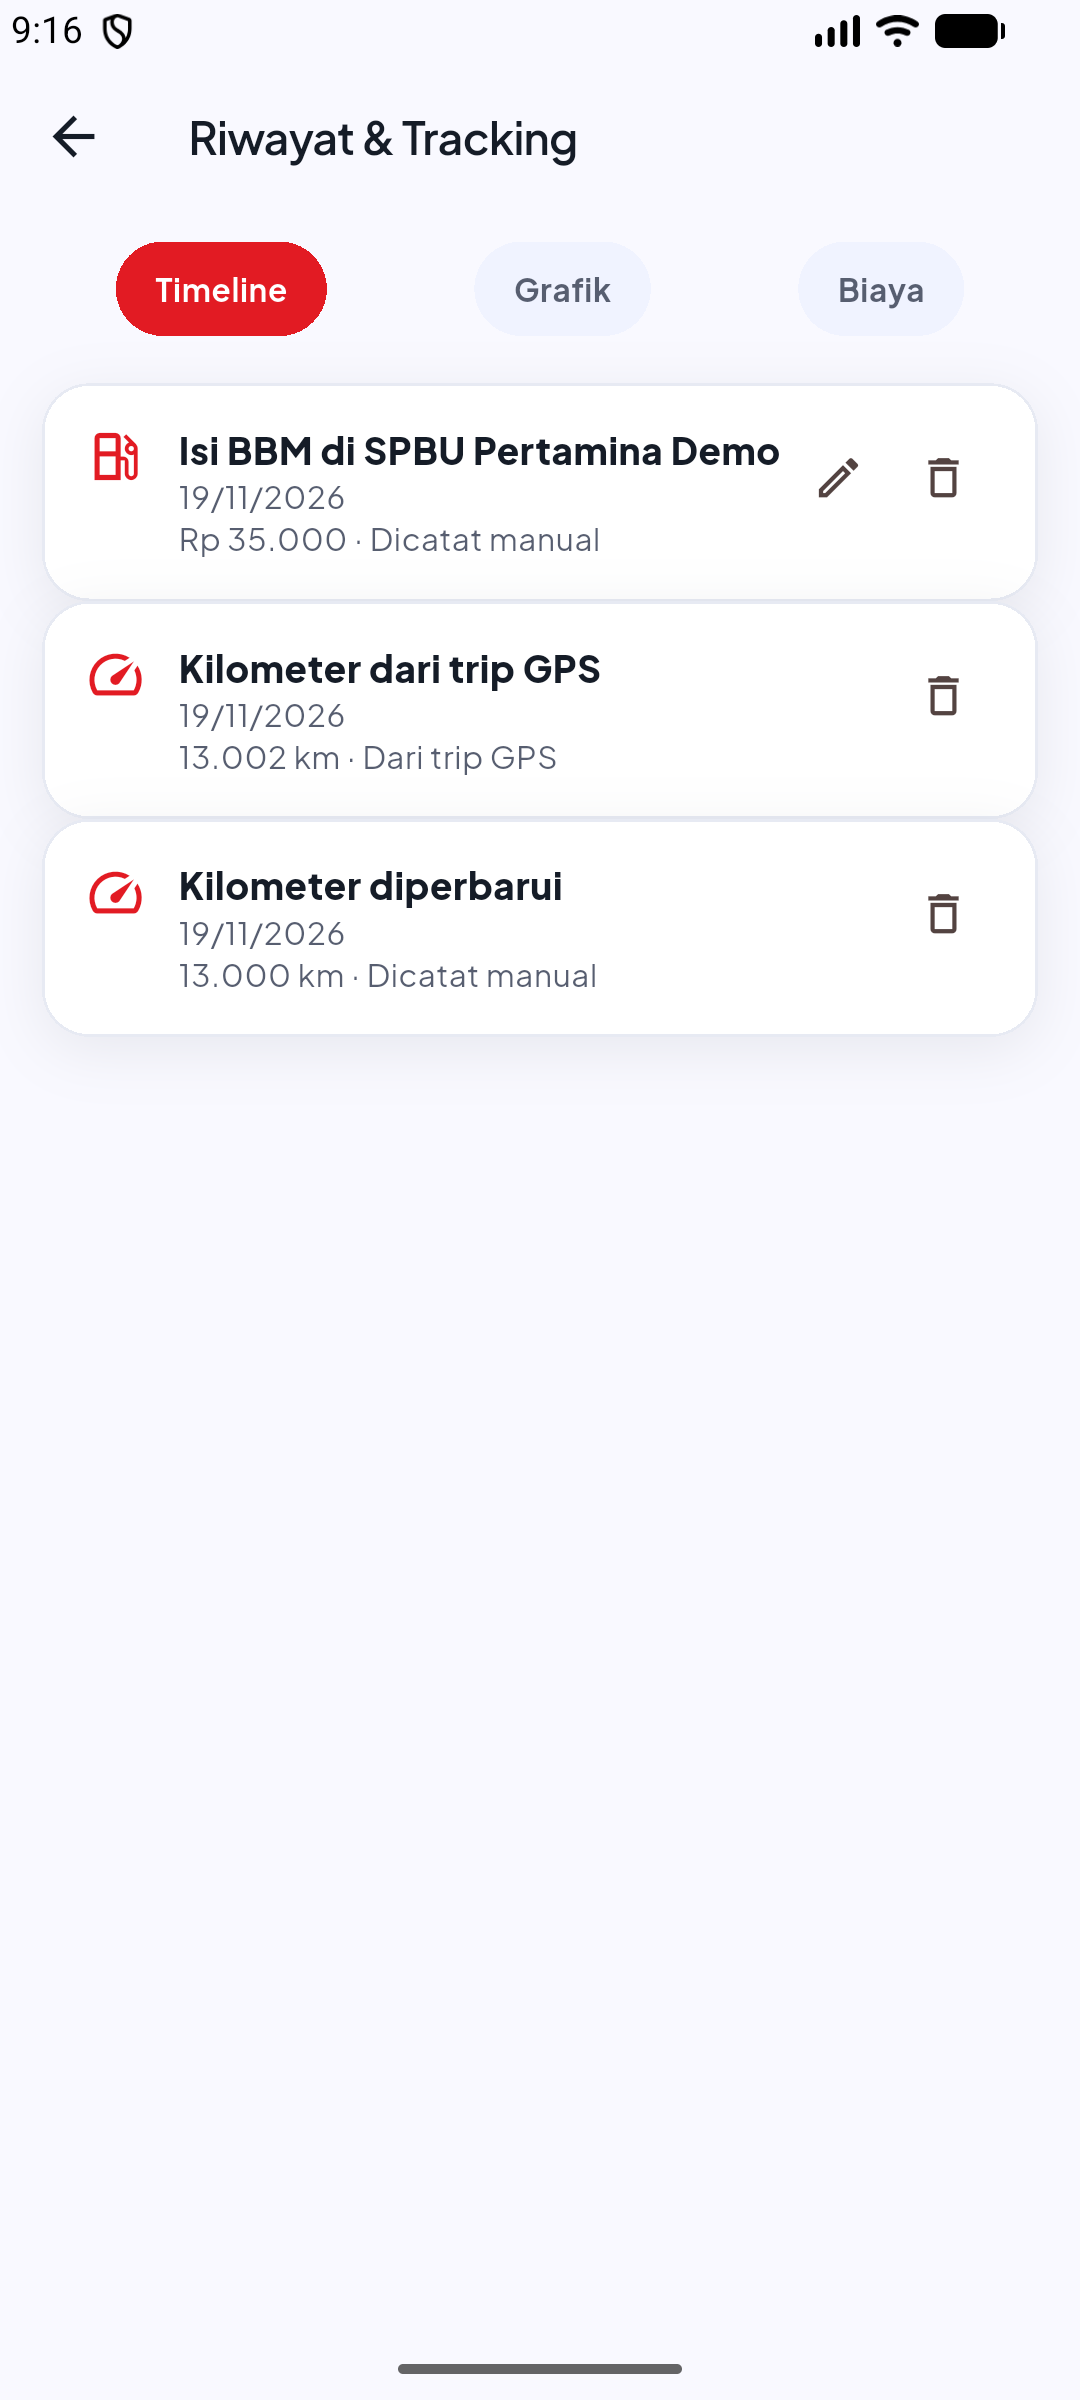 9:16
Riwayat & Tracking
Timeline
Grafik
Biaya
Isi BBM di SPBU Pertamina Demo
19/11/2026
Rp 35.000 · Dicatat manual
Kilometer dari trip GPS
19/11/2026
13.002 km · Dari trip GPS
Kilometer diperbarui
19/11/2026
13.000 km · Dicatat manual